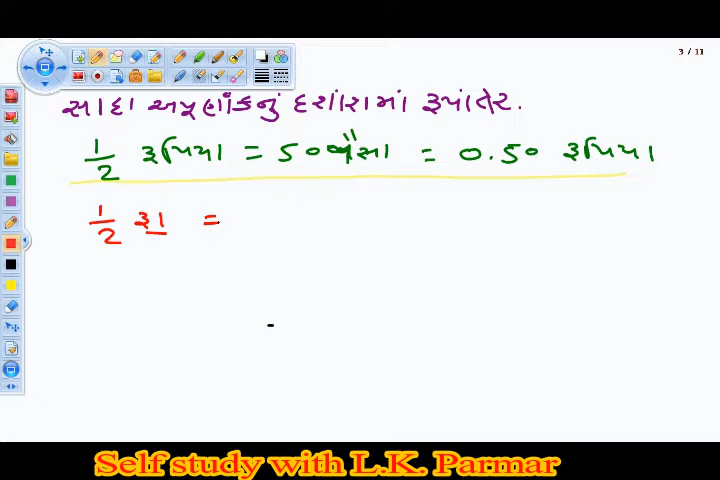 3 / 11
સાદા અપૂર્ણાંકનું દશાંશમાં રૂપાંતર.
1/2 રૂપિયા = 50 પૈસા = 0.50 રૂપિયા
1/2 રૂા =
Self study with L.K. Parmar